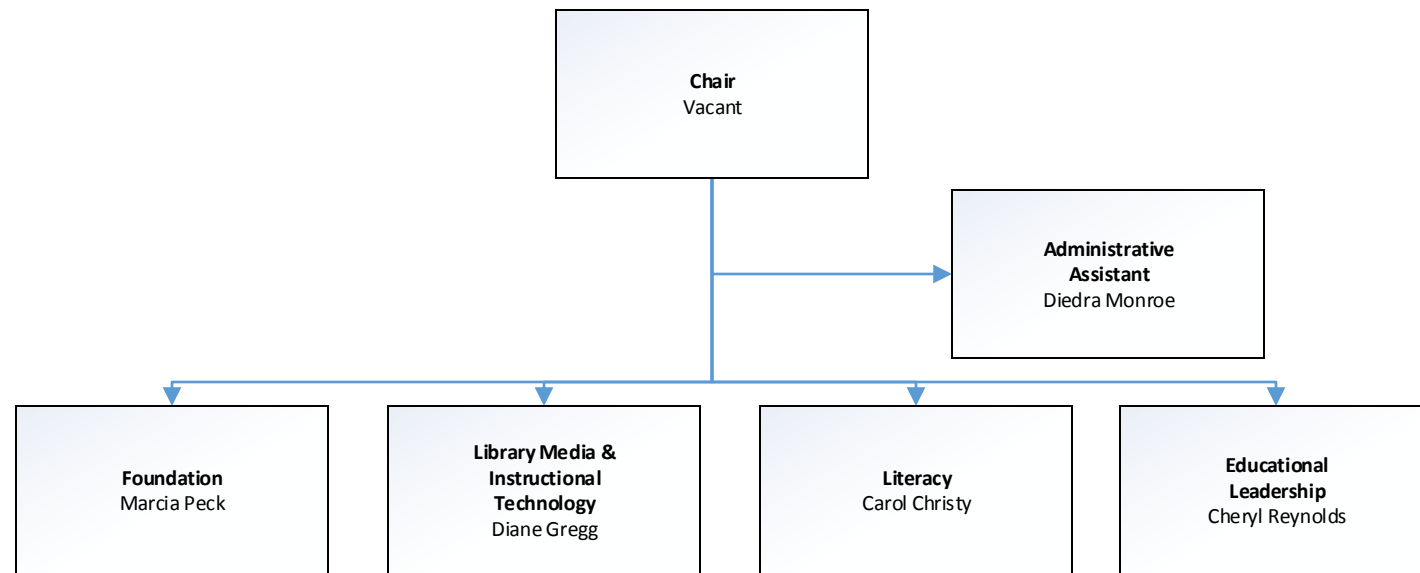 Chair
Vacant
Administrative
Assistant
Diedra Monroe
Foundation
Marcia Peck
Library Media &
Instructional
Technology
Diane Gregg
Literacy
Carol Christy
Educational
Leadership
Cheryl Reynolds